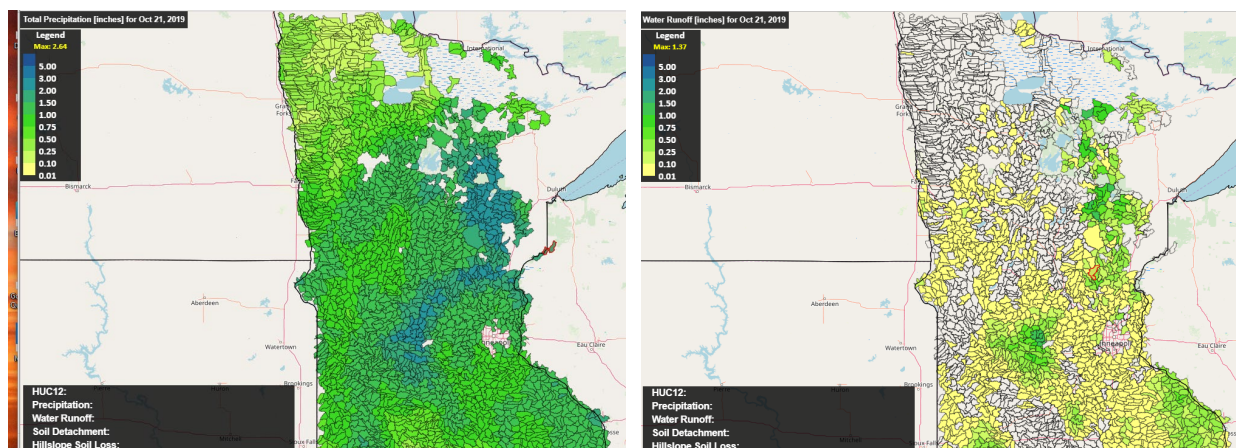 Total Precipitation [inches] for Oct 21, 2019
Legend
Max: 2.64
5.00
3.00
2.00
1.50
1.00
0.75
0.50
0.25
0.10
0.01
International
Grand
Forks
Bismarck
Duluth
Aberdeen
Watertown
Brookings
Eau Claire
Mitchell
Sioux Falls
HUC12:
Precipitation:
Water Runoff:
Soil Detachment:
Hillslope Soil Loss:
Water Runoff [inches] for Oct 21, 2019
Legend
Max: 1.37
5.00
3.00
2.00
1.50
1.00
0.75
0.50
0.25
0.10
0.01
International
Grand
Forks
Bismarck
Duluth
Aberdeen
Watertown
Brookings
Eau Claire
Sioux Falls
HUC12:
Precipitation:
Water Runoff:
Soil Detachment:
Hillslope Soil Loss: